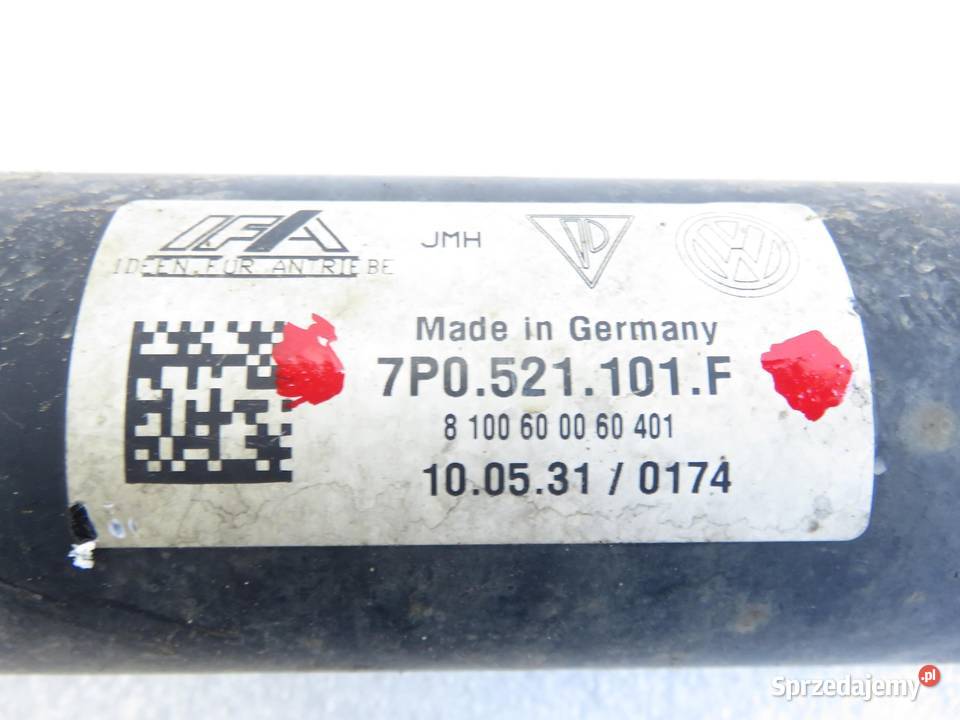 IFA
IDEEN.FÜR ANTRIEBE
JMH
VW
Made in Germany
7P0.521.101.F
8 100 60 00 60 401
10.05.31 / 0174
Sprzedajemy.pl